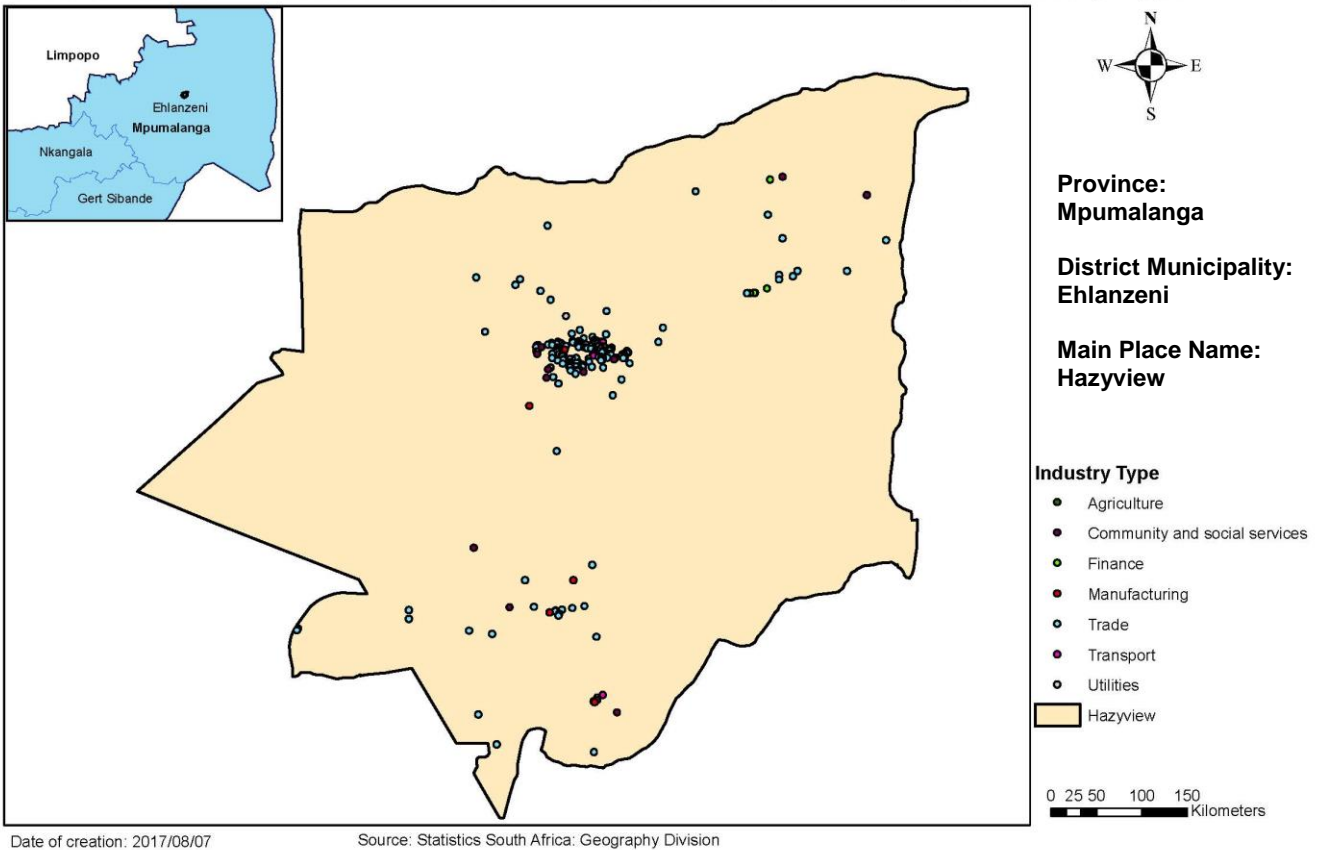 Limpopo
Ehlanzeni
Mpumalanga
Nkangala
Gert Sibande
N
W E
S
Province:
Mpumalanga
District Municipality:
Ehlanzeni
Main Place Name:
Hazyview
Industry Type
Agriculture
Community and social services
Finance
Manufacturing
Trade
Transport
Utilities
Hazyview
0 25 50 100 150
Kilometers
Date of creation: 2017/08/07 Source: Statistics South Africa: Geography Division